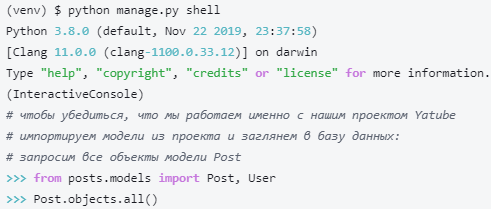 (venv) $ python manage.py shell
Python 3.8.0 (default, Nov 22 2019, 23:37:58)
[Clang 11.0.0 (clang-1100.0.33.12)] on darwin
Type "help", "copyright", "credits" or "license" for more information.
(InteractiveConsole)
# чтобы убедиться, что мы работаем именно с нашим проектом Yatube
# импортируем модели из проекта и заглянем в базу данных:
# запросим все объекты модели Post
>>> from posts.models import Post, User
>>> Post.objects.all()